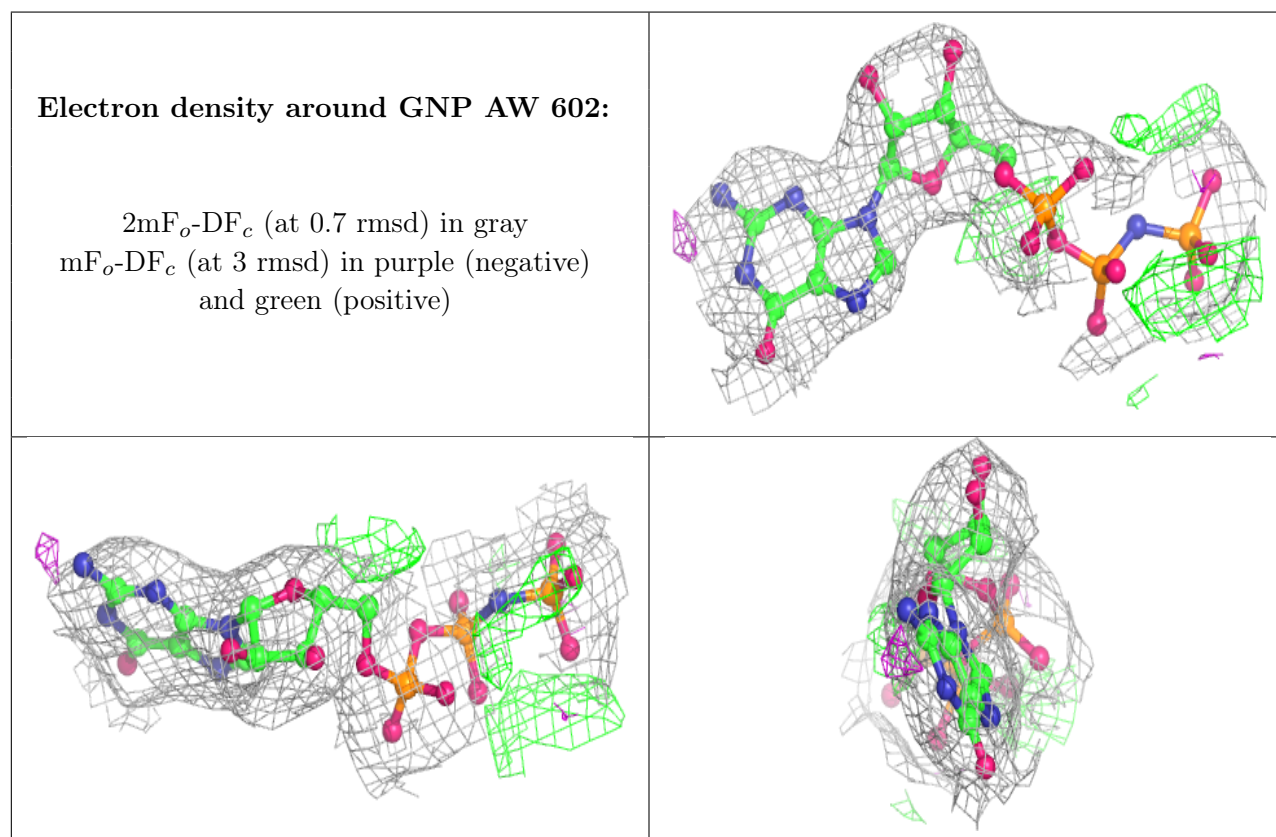 Electron density around GNP AW 602:
2mFo-DFc (at 0.7 rmsd) in gray
mFo-DFc (at 3 rmsd) in purple (negative)
and green (positive)